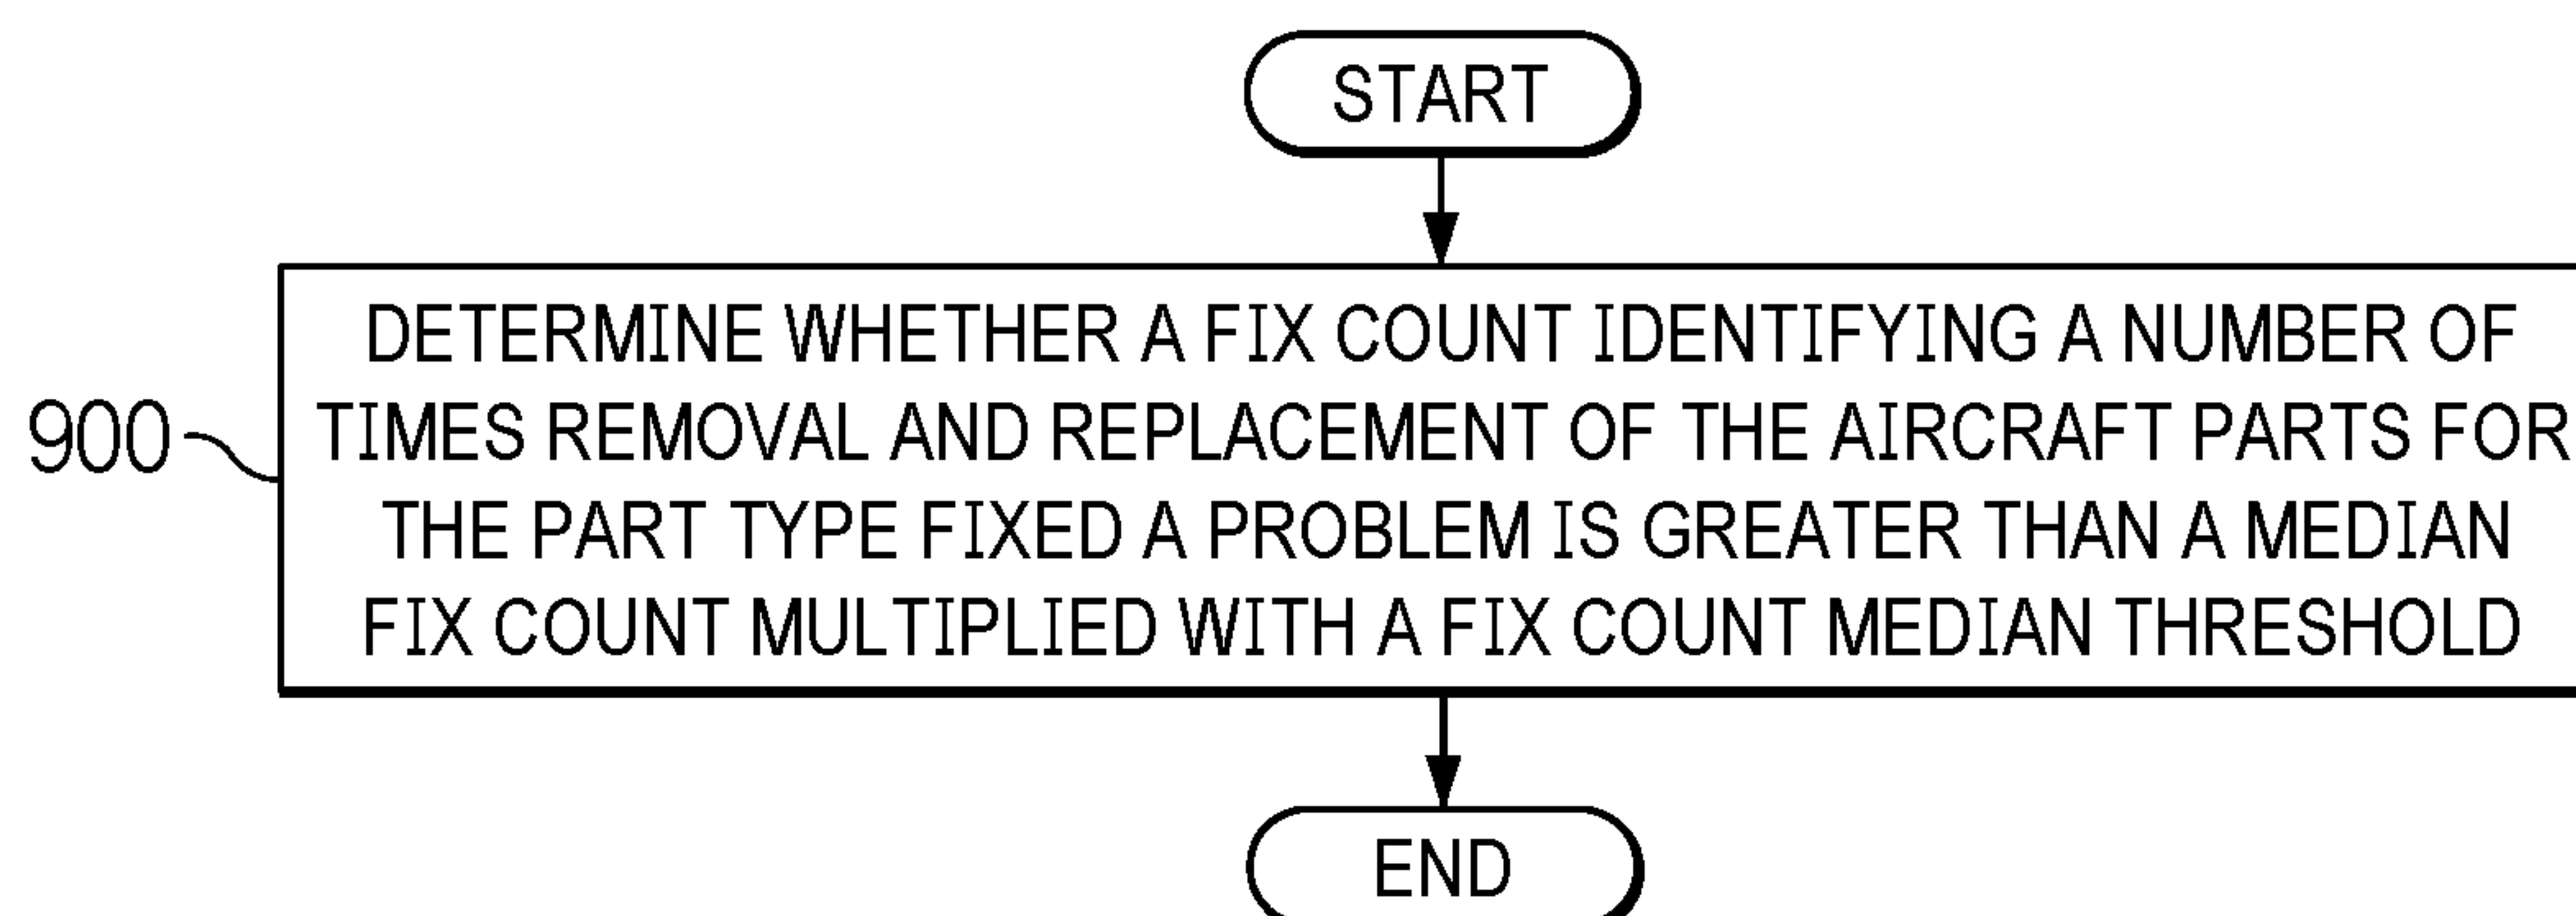 START
DETERMINE WHETHER A FIX COUNT IDENTIFYING A NUMBER OF
TIMES REMOVAL AND REPLACEMENT OF THE AIRCRAFT PARTS FOR
900
THE PART TYPE FIXED A PROBLEM IS GREATER THAN A MEDIAN
FIX COUNT MULTIPLIED WITH A FIX COUNT MEDIAN THRESHOLD
END